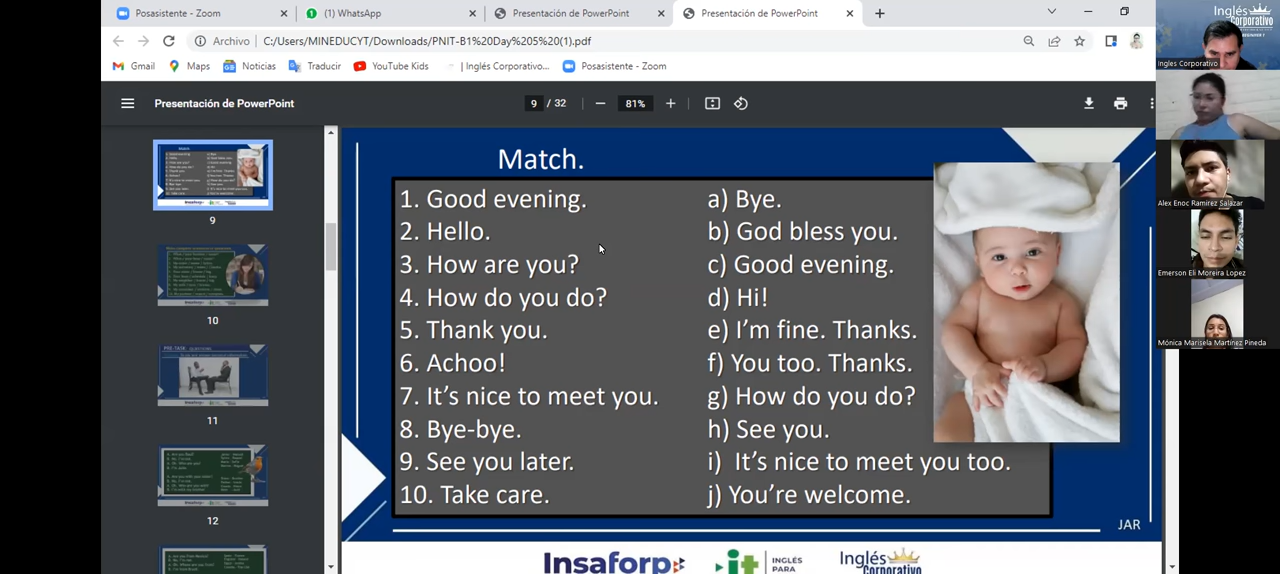 Posasistente - Zoom
(1) WhatsApp
Presentación de PowerPoint
Presentación de PowerPoint
Archivo
C:/Users/MINEDUCYT/Downloads/PNIT-B1%20Day%205%20(1).pdf
Gmail
Maps
Noticias
Traducir
YouTube Kids
| Inglés Corporativo...
Posasistente - Zoom
Presentación de PowerPoint
9 / 32
81%
9
10
11
12
Match.
1. Good evening.
2. Hello.
3. How are you?
4. How do you do?
5. Thank you.
6. Achoo!
7. It's nice to meet you.
8. Bye-bye.
9. See you later.
10. Take care.
a) Bye.
b) God bless you.
c) Good evening.
d) Hi!
e) I'm fine. Thanks.
f) You too. Thanks.
g) How do you do?
h) See you.
i) It's nice to meet you too.
j) You're welcome.
JAR
Insaforp
it
INGLÉS
PARA
Inglés
Corporativo
Inglés
Corporativo
Ingles Corporativo
Alex Enoc Ramirez Salazar
Emerson Eli Moreira Lopez
Mónica Marisela Martínez Pineda